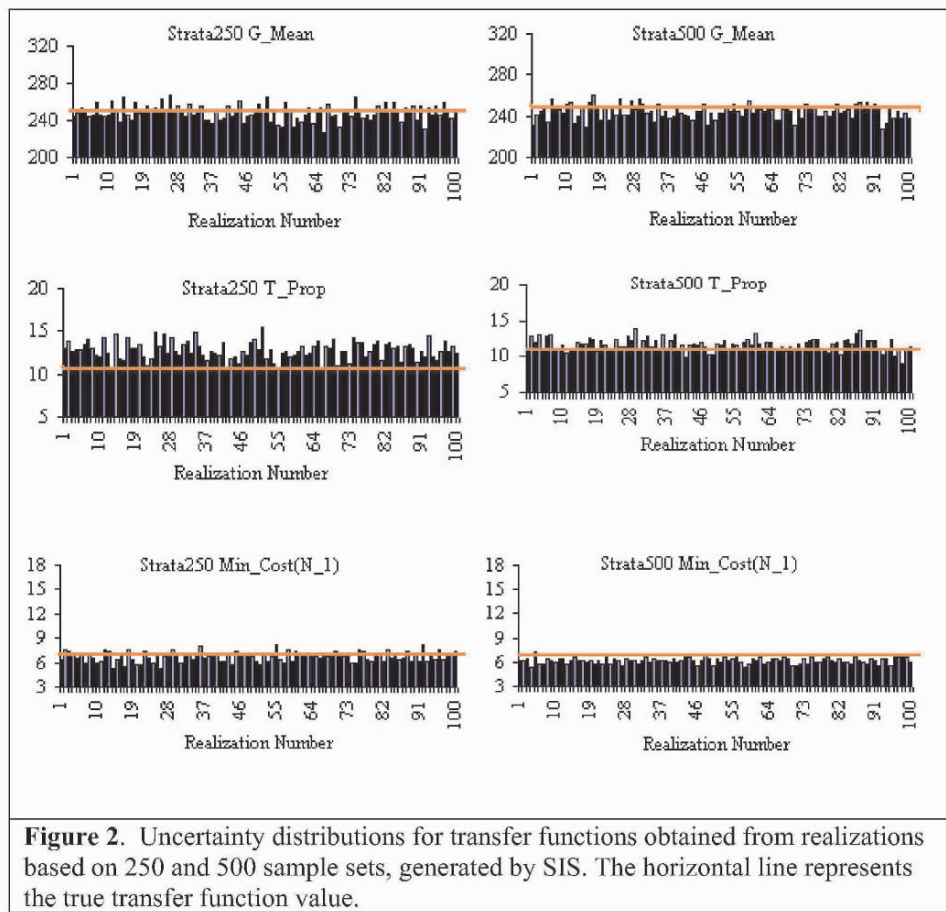 Strata250 G_Mean
320
280
240
200
1 10 19 28 37 46 55 64 73 82 91 100
Realization Number
Strata500 G_Mean
320
280
240
200
1 10 19 28 37 46 55 64 73 82 91 100
Realization Number
Strata250 T_Prop
20
15
10
5
1 10 19 28 37 46 55 64 73 82 91 100
Realization Number
Strata500 T_Prop
20
15
10
5
1 10 19 28 37 46 55 64 73 82 91 100
Realization Number
Strata250 Min_Cost(N_1)
18
15
12
9
6
3
1 10 19 28 37 46 55 64 73 82 91 100
Realization Number
Strata500 Min_Cost(N_1)
18
15
12
9
6
3
1 10 19 28 37 46 55 64 73 82 91 100
Realization Number
Figure 2. Uncertainty distributions for transfer functions obtained from realizations
based on 250 and 500 sample sets, generated by SIS. The horizontal line represents
the true transfer function value.